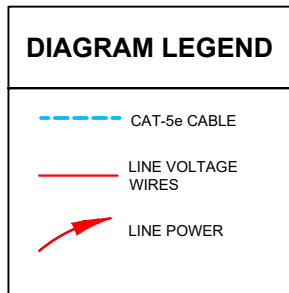 DIAGRAM LEGEND
CAT-5e CABLE
LINE VOLTAGE
WIRES
LINE POWER